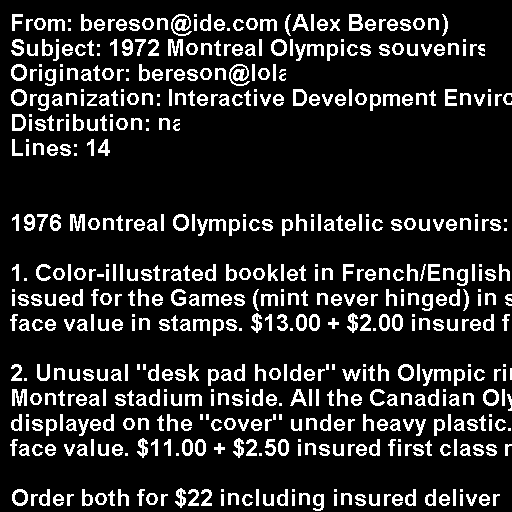 From: bereson@ide.com (Alex Bereson)
Subject: 1972 Montreal Olympics souvenirs
Originator: bereson@lola
Organization: Interactive Development
Distribution: na
Lines: 14
1976 Montreal Olympics philatelic souvenirs:
1. Color-illustrated booklet in French/English
issued for the Games (mint never hinged) in
face value in stamps. $13.00 + $2.00 insured
2. Unusual "desk pad holder" with Olympic
Montreal stadium inside. All the Canadian
displayed on the "cover" under heavy plastic.
face value. $11.00 + $2.50 insured first class
Order both for $22 including insured deliver